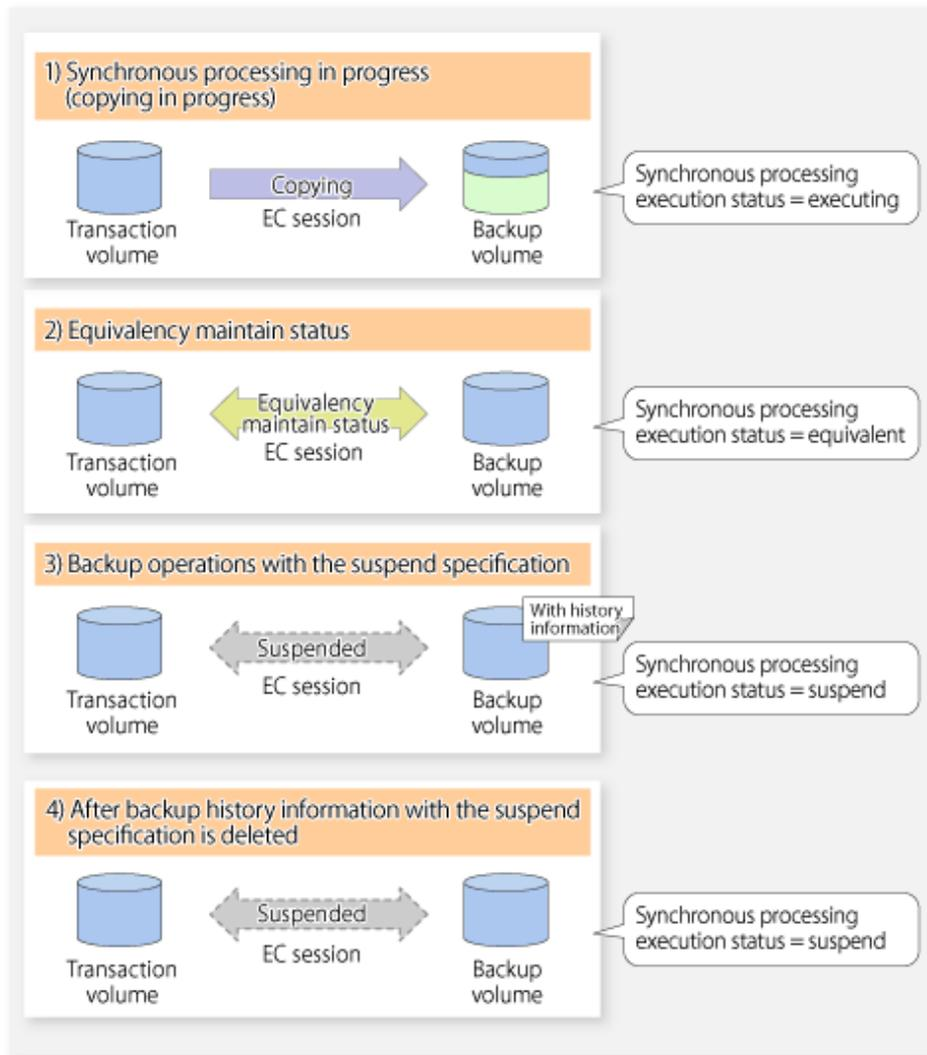 1) Synchronous processing in progress
(copying in progress)
Copying
EC session
Transaction
volume
Backup
volume
Synchronous processing
execution status = executing
2) Equivalency maintain status
Equivalency
maintain status
EC session
Transaction
volume
Backup
volume
Synchronous processing
execution status = equivalent
3) Backup operations with the suspend specification
With history
information
Suspended
EC session
Transaction
volume
Backup
volume
Synchronous processing
execution status = suspend
4) After backup history information with the suspend
specification is deleted
Suspended
EC session
Transaction
volume
Backup
volume
Synchronous processing
execution status = suspend